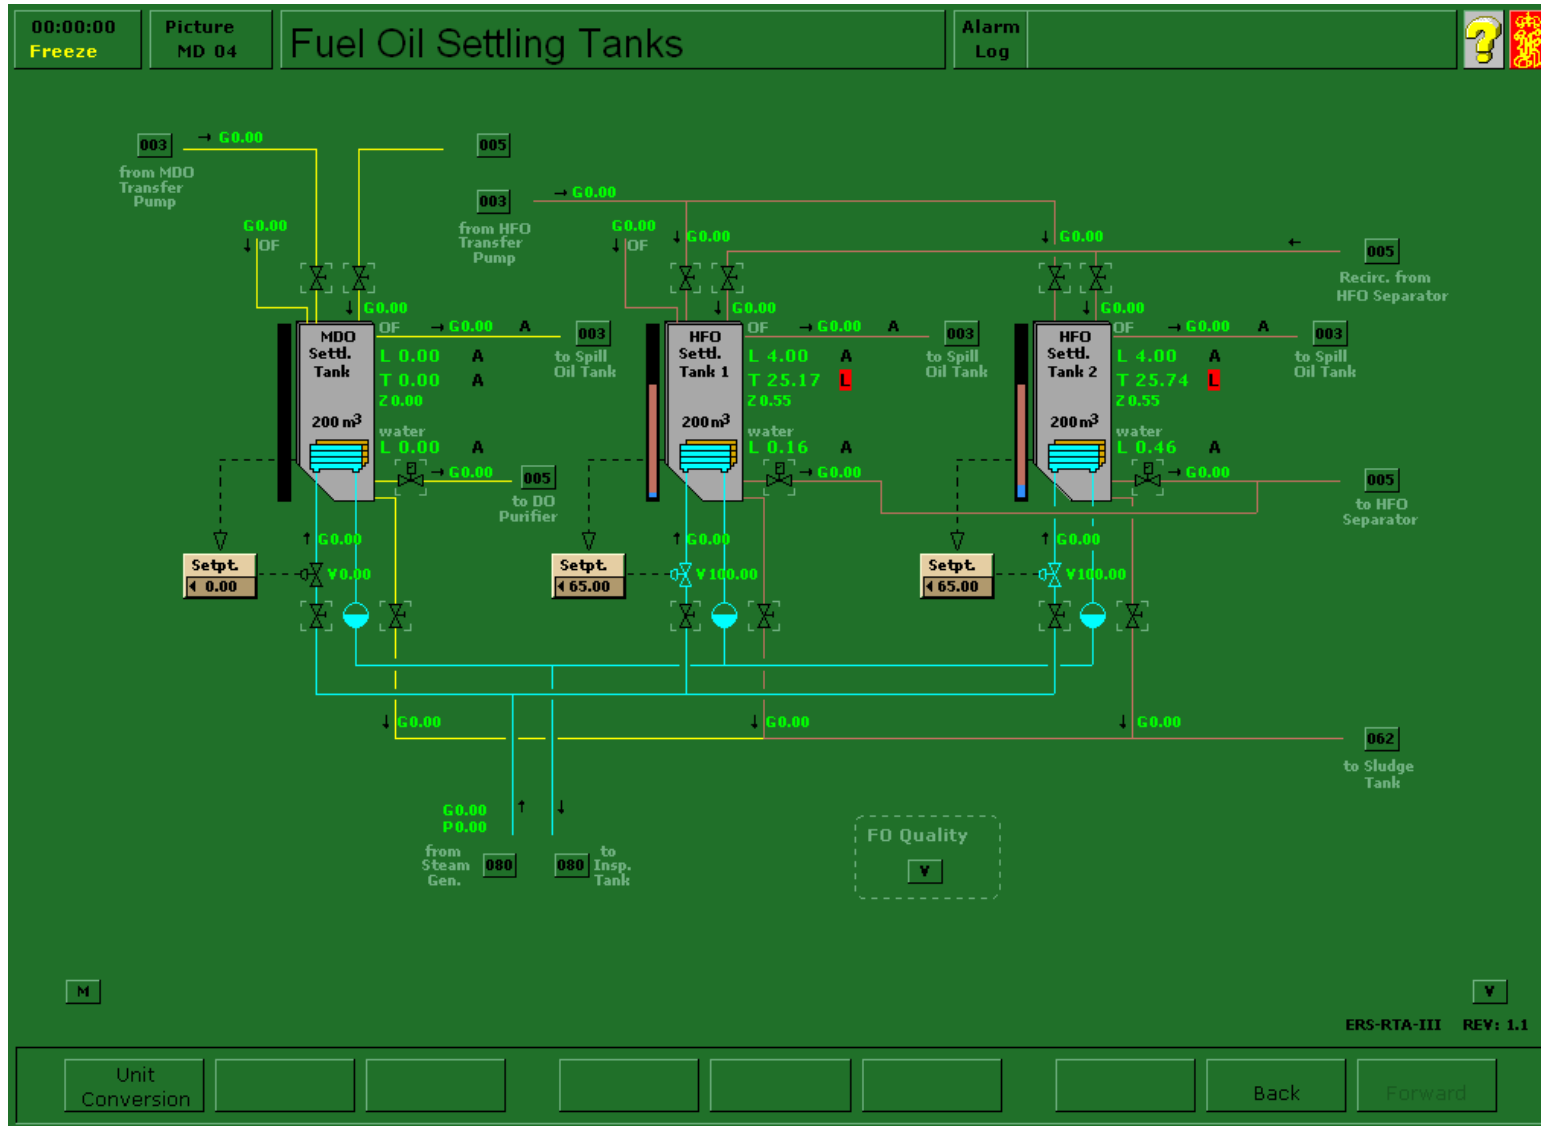 00:00:00
Freeze
Picture
MD 04
Fuel Oil Settling Tanks
Alarm
Log
?
003
→ G0.00
from MDO
Transfer
Pump
005
003
→ G0.00
from HFO
Transfer
Pump
G0.00
↓ OF
G0.00
↓ OF
↓ G0.00
↓ G0.00
←
005
Recirc. from
HFO Separator
↓ G0.00
↓ G0.00
↓ G0.00
MDO
Settl.
Tank
200 m³
OF → G0.00 A
003
to Spill
Oil Tank
L 0.00 A
T 0.00 A
Z 0.00
water
L 0.00 A
→ G0.00
005
to DO
Purifier
HFO
Settl.
Tank 1
200 m³
OF → G0.00 A
003
to Spill
Oil Tank
L 4.00 A
T 25.17 L
Z 0.55
water
L 0.16 A
→ G0.00
HFO
Settl.
Tank 2
200 m³
OF → G0.00 A
003
to Spill
Oil Tank
L 4.00 A
T 25.74 L
Z 0.55
water
L 0.46 A
→ G0.00
005
to HFO
Separator
↑ G0.00
↑ G0.00
↑ G0.00
Setpt.
0.00
V0.00
Setpt.
65.00
V100.00
Setpt.
65.00
V100.00
↓ G0.00
↓ G0.00
↓ G0.00
062
to Sludge
Tank
G0.00
P0.00
↑ ↓
from
Steam
Gen.
080
080
to
Insp.
Tank
FO Quality
V
M
V
ERS-RTA-III REV: 1.1
Unit
Conversion
Back
Forward